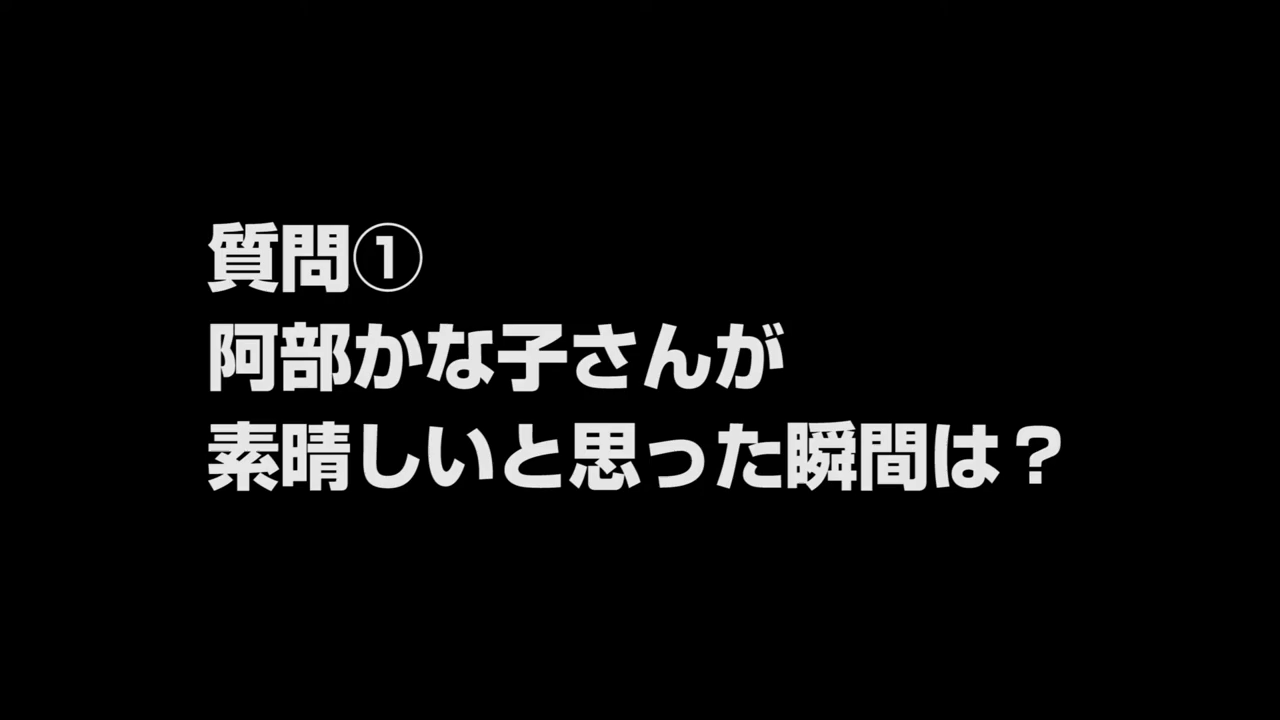 質問①
阿部かな子さんが
素晴しいと思った瞬間は？